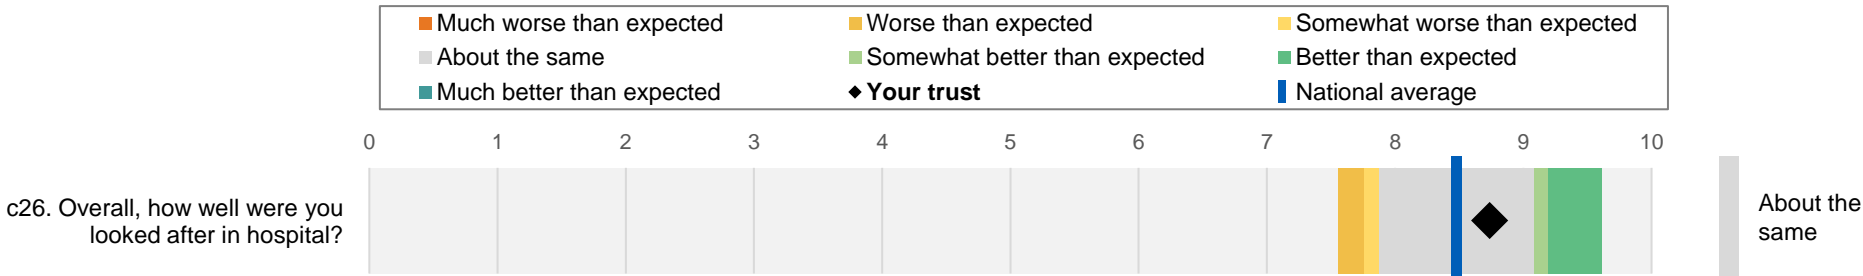 Much worse than expected
Worse than expected
Somewhat worse than expected
About the same
Somewhat better than expected
Better than expected
Much better than expected
Your trust
National average
0 1 2 3 4 5 6 7 8 9 10
c26. Overall, how well were you
looked after in hospital?
About the
same